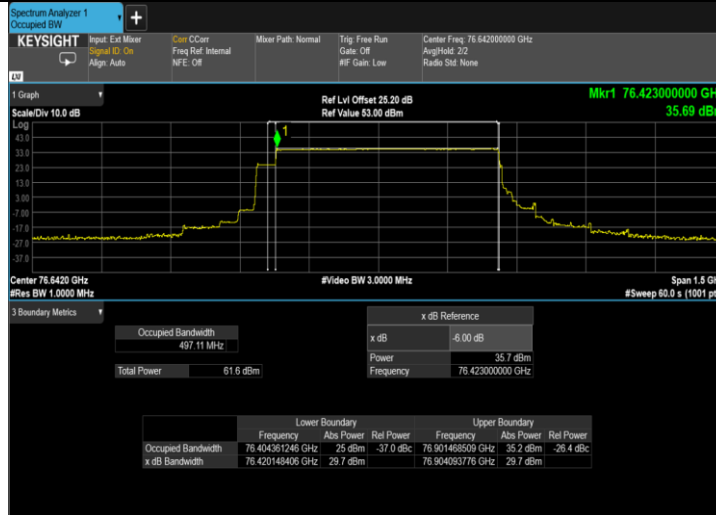 Spectrum Analyzer 1
Occupied BW
+
KEYSIGHT
Input: Ext Mixer
Signal ID: On
Align: Auto
Corr CCorr
Freq Ref: Internal
NFE: Off
Mixer Path: Normal
Trig: Free Run
Gate: Off
#IF Gain: Low
Center Freq: 76.642000000 GHz
Avg|Hold: 2/2
Radio Std: None
LXI
1 Graph
Scale/Div 10.0 dB
Ref Lvl Offset 25.20 dB
Ref Value 53.00 dBm
Mkr1 76.423000000 GH
35.69 dB
Log
43.0
33.0
23.0
13.0
3.00
-7.00
-17.0
-27.0
-37.0
1
Center 76.6420 GHz
#Res BW 1.0000 MHz
#Video BW 3.0000 MHz
Span 1.5 G
#Sweep 60.0 s (1001 pt
3 Boundary Metrics
Occupied Bandwidth
497.11 MHz
Total Power 61.6 dBm
x dB Reference
x dB -6.00 dB
Power 35.7 dBm
Frequency 76.423000000 GHz
Lower Boundary Upper Boundary
Frequency Abs Power Rel Power Frequency Abs Power Rel Power
Occupied Bandwidth 76.404361246 GHz 25 dBm -37.0 dBc 76.901468509 GHz 35.2 dBm -26.4 dBc
x dB Bandwidth 76.420148406 GHz 29.7 dBm 76.904093776 GHz 29.7 dBm